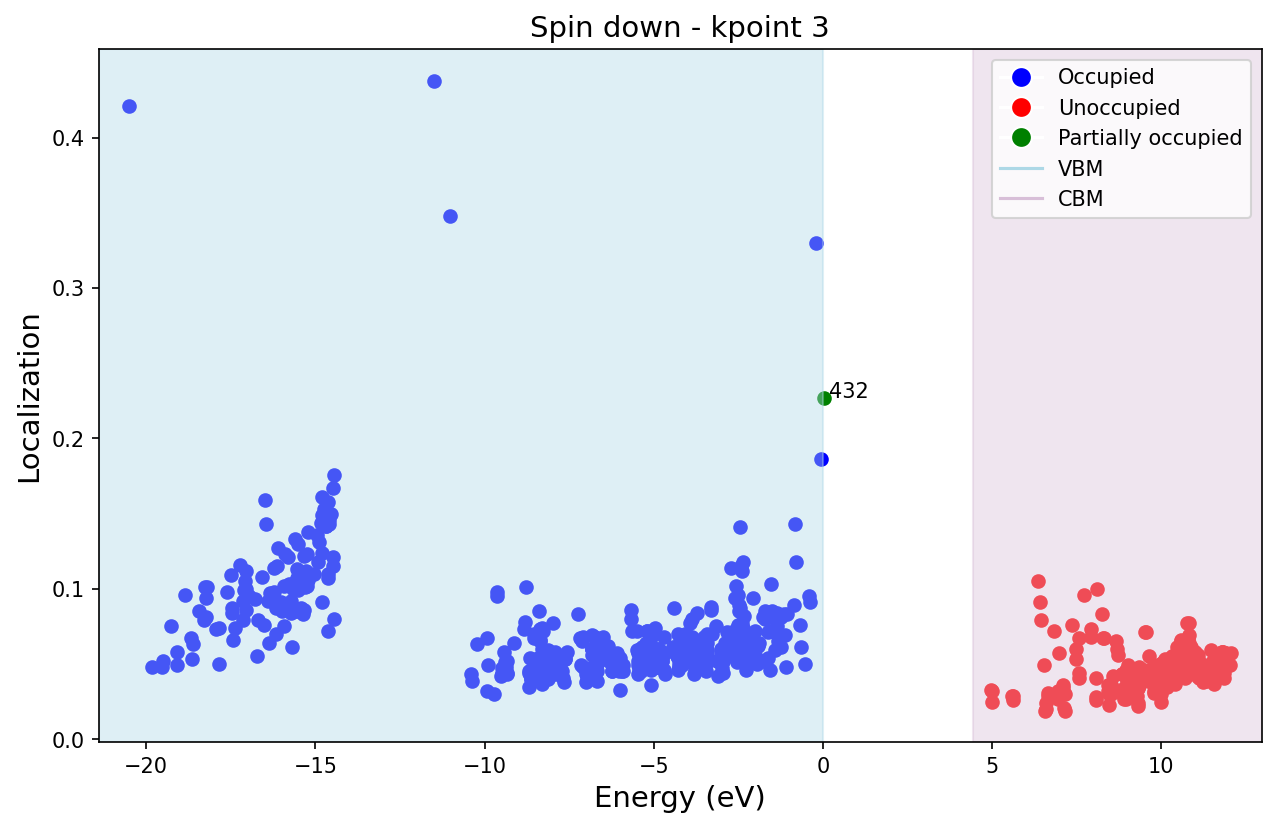 Spin down - kpoint 3
Localization
0.4
0.3
0.2
0.1
0.0
432
Occupied
Unoccupied
Partially occupied
VBM
CBM
−20
−15
−10
−5
0
5
10
Energy (eV)